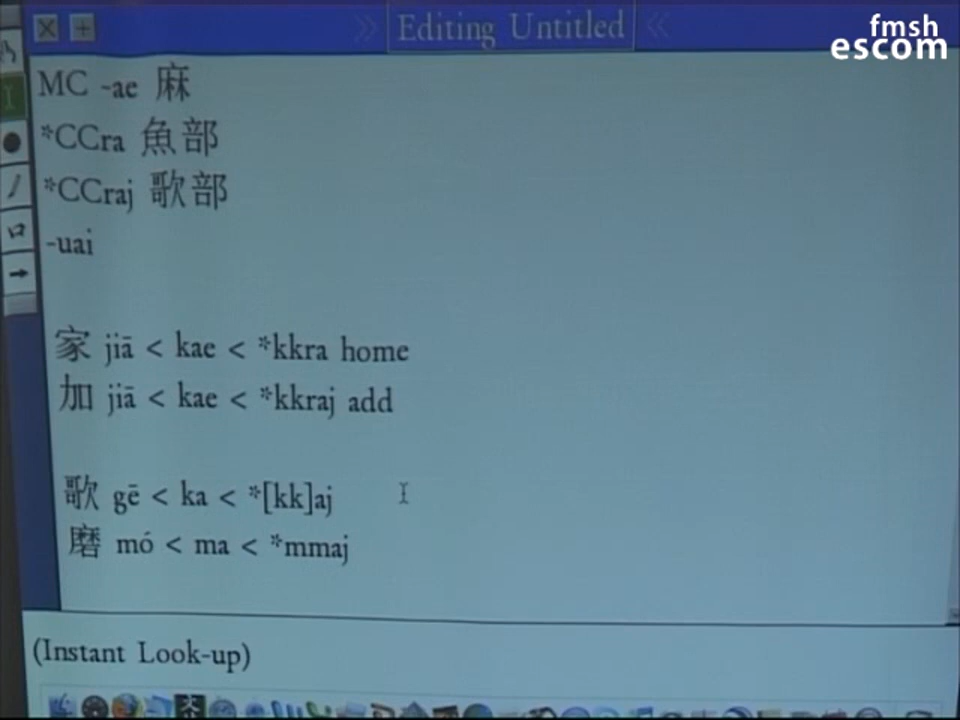 fmsh
escom
Editing Untitled
MC -ae 麻
*CCra 魚部
*CCraj 歌部
-uai
家 jiā < kae < *kkra home
加 jiā < kae < *kkraj add
歌 gē < ka < *[kk]aj
磨 mó < ma < *mmaj
(Instant Look-up)